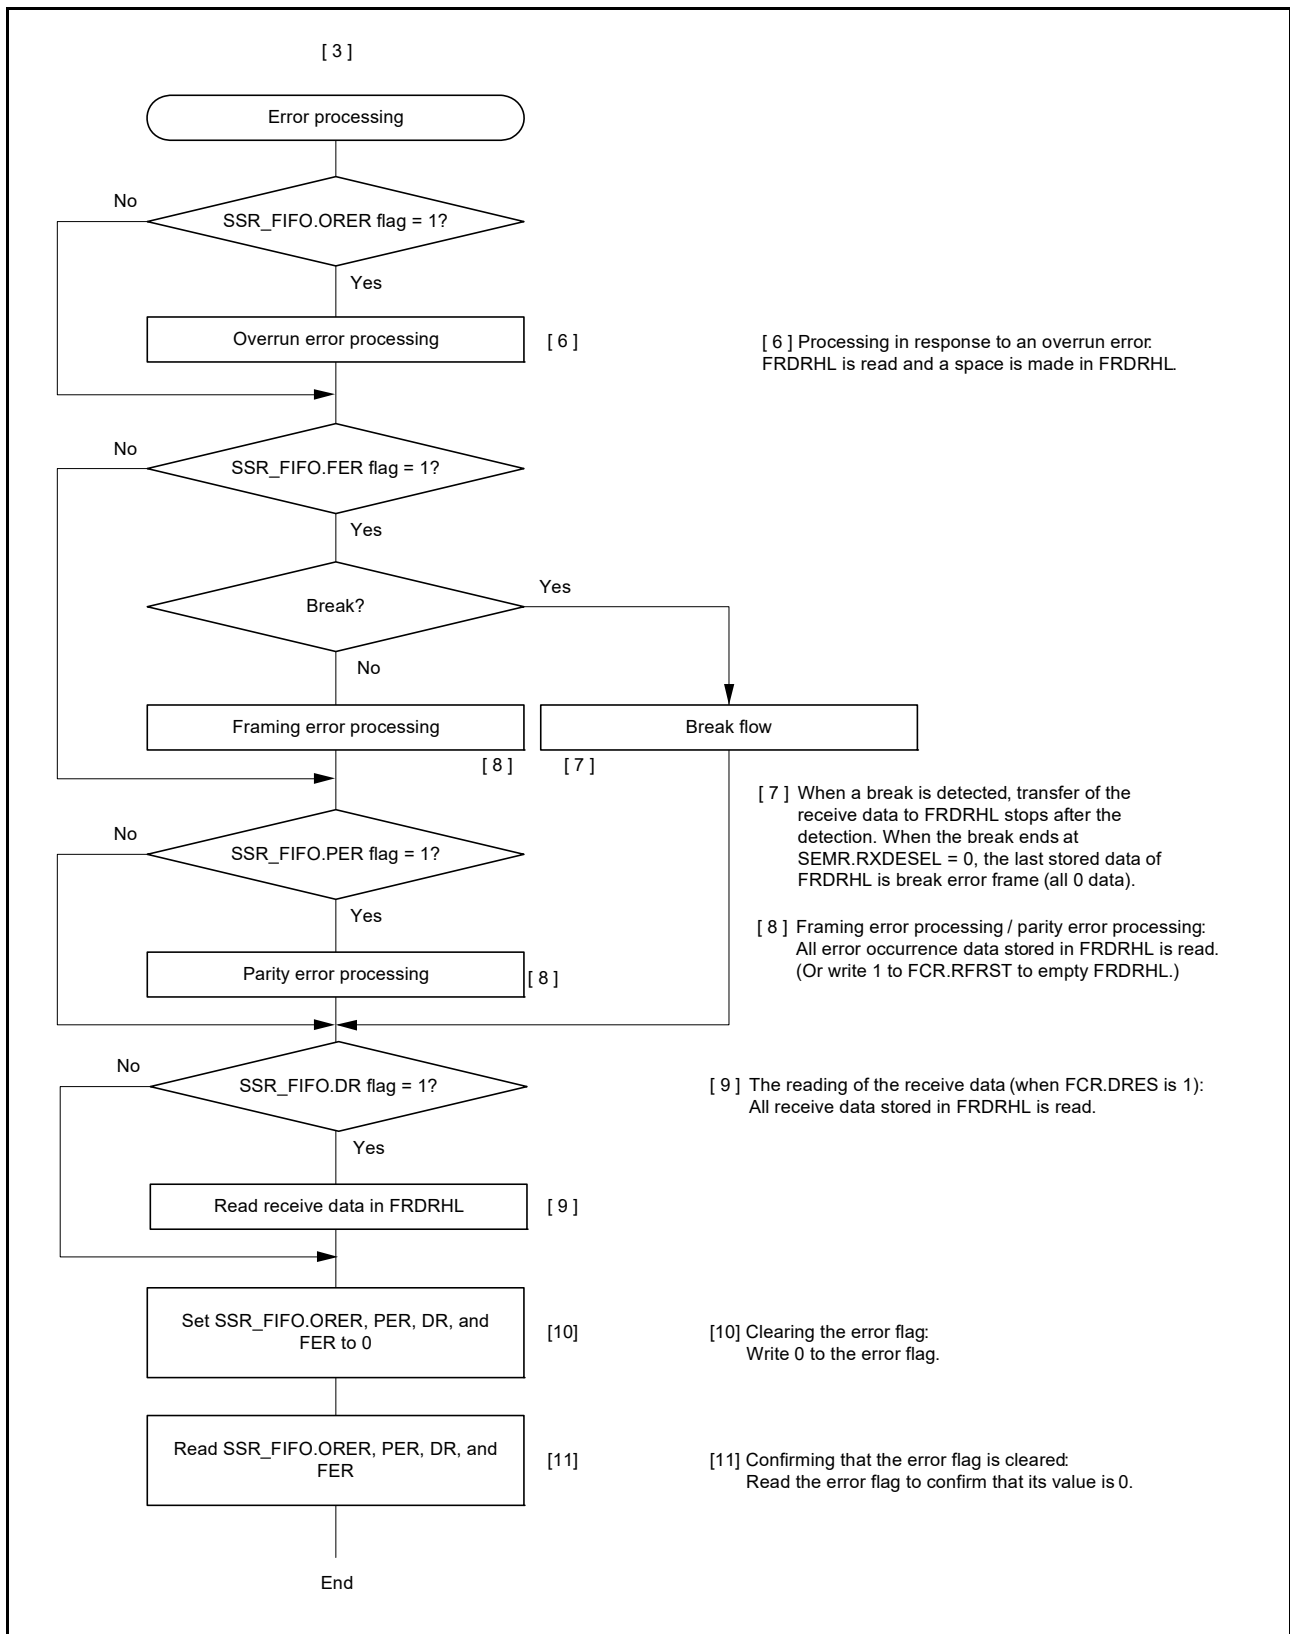 [ 3 ]
Error processing
No
SSR_FIFO.ORER flag = 1?
Yes
Overrun error processing
[ 6 ]
[ 6 ] Processing in response to an overrun error:
FRDRHL is read and a space is made in FRDRHL.
No
SSR_FIFO.FER flag = 1?
Yes
Break?
Yes
No
Framing error processing
[ 8 ]
Break flow
[ 7 ]
[ 7 ] When a break is detected, transfer of the
receive data to FRDRHL stops after the
detection. When the break ends at
SEMR.RXDESEL = 0, the last stored data of
FRDRHL is break error frame (all 0 data).
No
SSR_FIFO.PER flag = 1?
Yes
[ 8 ] Framing error processing / parity error processing:
All error occurrence data stored in FRDRHL is read.
(Or write 1 to FCR.RFRST to empty FRDRHL.)
Parity error processing
[ 8 ]
No
SSR_FIFO.DR flag = 1?
Yes
[ 9 ] The reading of the receive data (when FCR.DRES is 1):
All receive data stored in FRDRHL is read.
Read receive data in FRDRHL
[ 9 ]
Set SSR_FIFO.ORER, PER, DR, and
FER to 0
[10]
[10] Clearing the error flag:
Write 0 to the error flag.
Read SSR_FIFO.ORER, PER, DR, and
FER
[11]
[11] Confirming that the error flag is cleared:
Read the error flag to confirm that its value is 0.
End